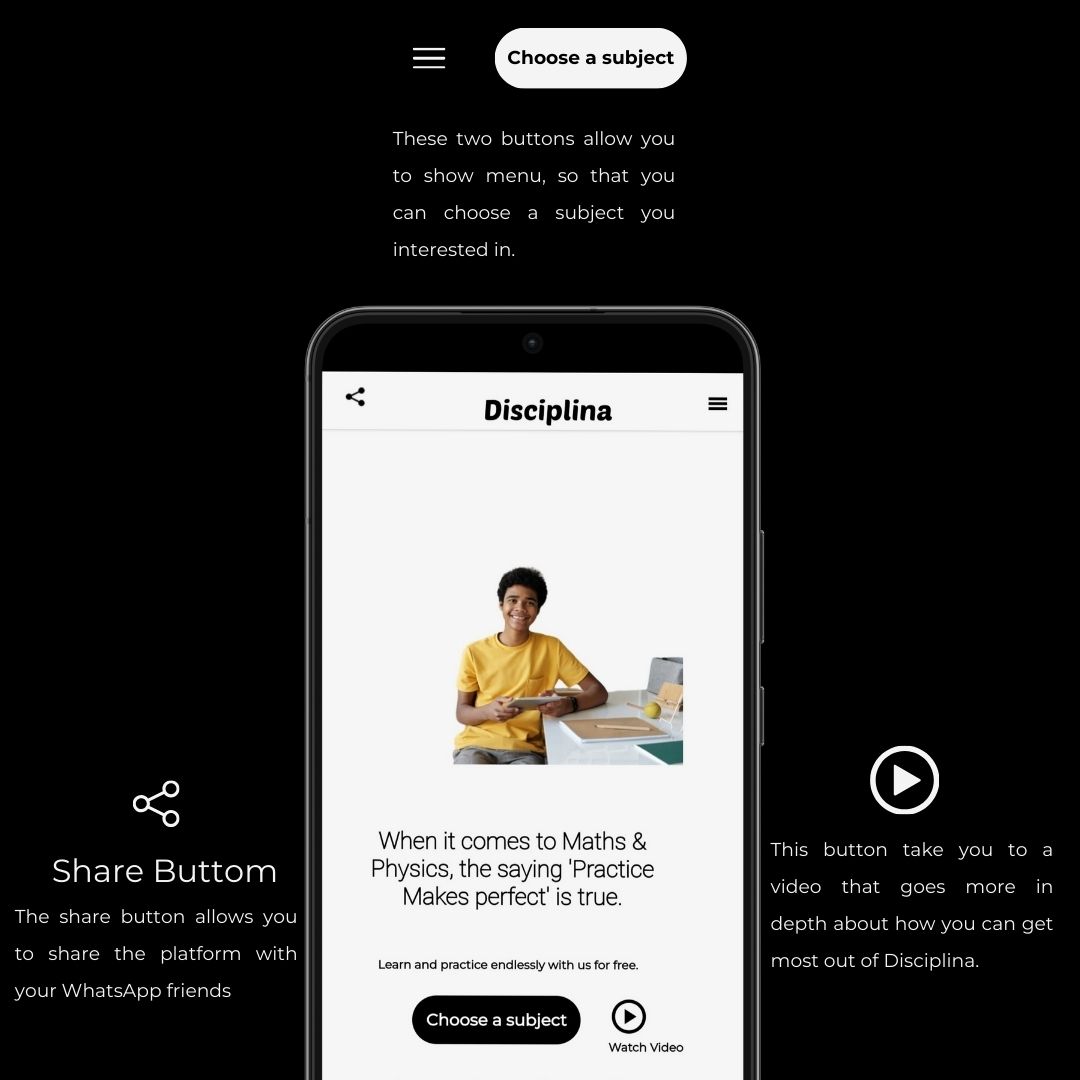 Choose a subject
These two buttons allow you
to show menu, so that you
can choose a subject you
interested in.
Disciplina
When it comes to Maths &
Physics, the saying 'Practice
Makes perfect' is true.
Learn and practice endlessly with us for free.
Choose a subject
Watch Video
Share Buttom
The share button allows you
to share the platform with
your WhatsApp friends
This button take you to a
video that goes more in
depth about how you can get
most out of Disciplina.